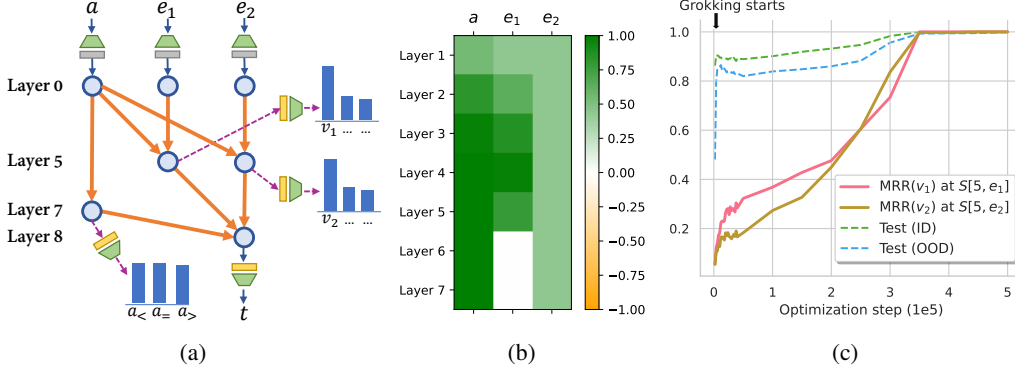 a e₁ e₂
Layer 0
Layer 5
Layer 7
Layer 8
v₁ ... ...
v₂ ... ...
a< a= a>
t
(a)
a e₁ e₂
Layer 1
Layer 2
Layer 3
Layer 4
Layer 5
Layer 6
Layer 7
1.00
0.75
0.50
0.25
0.00
−0.25
−0.50
−0.75
−1.00
(b)
Grokking starts
1.0
0.8
0.6
0.4
0.2
MRR(v₁) at S[5, e₁]
MRR(v₂) at S[5, e₂]
Test (ID)
Test (OOD)
0 1 2 3 4 5
Optimization step (1e5)
(c)